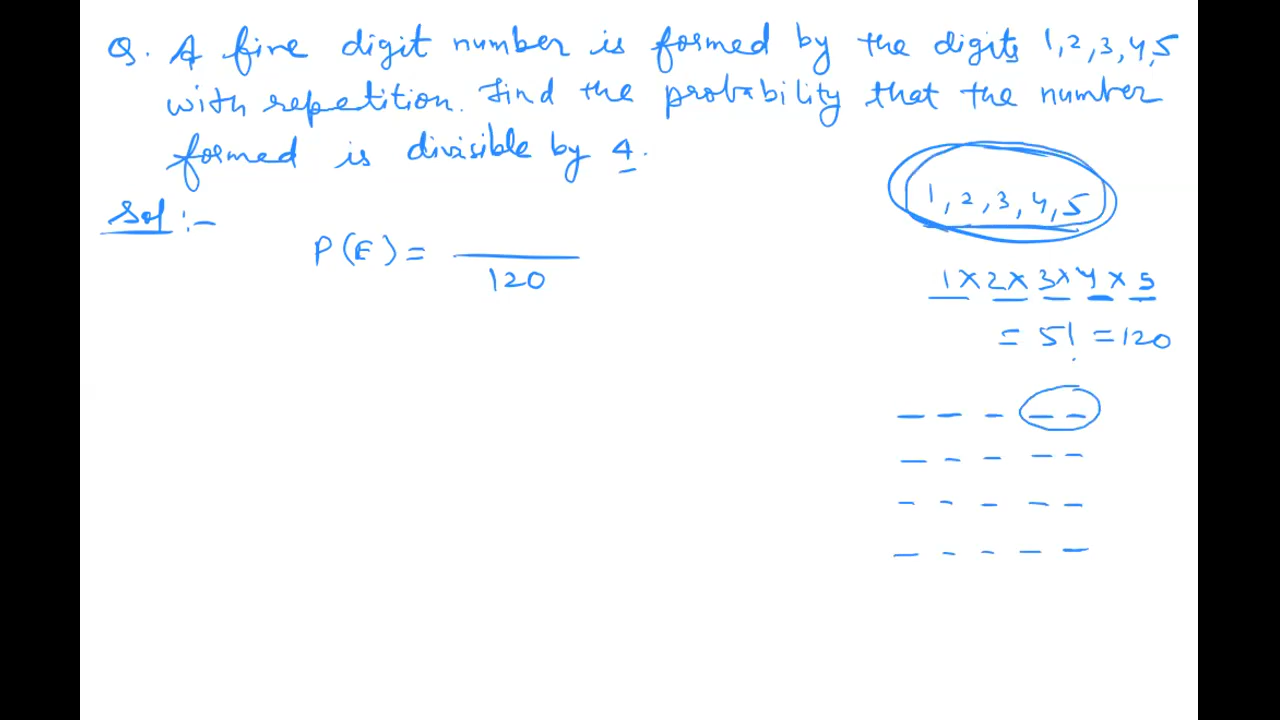 Q. A five digit number is formed by the digits 1,2,3,4,5
with repetition. Find the probability that the number
formed is divisible by 4.
Sol :-
1, 2, 3, 4, 5
P(E) = ___
120
1 × 2 × 3 × 4 × 5
= 5! = 120